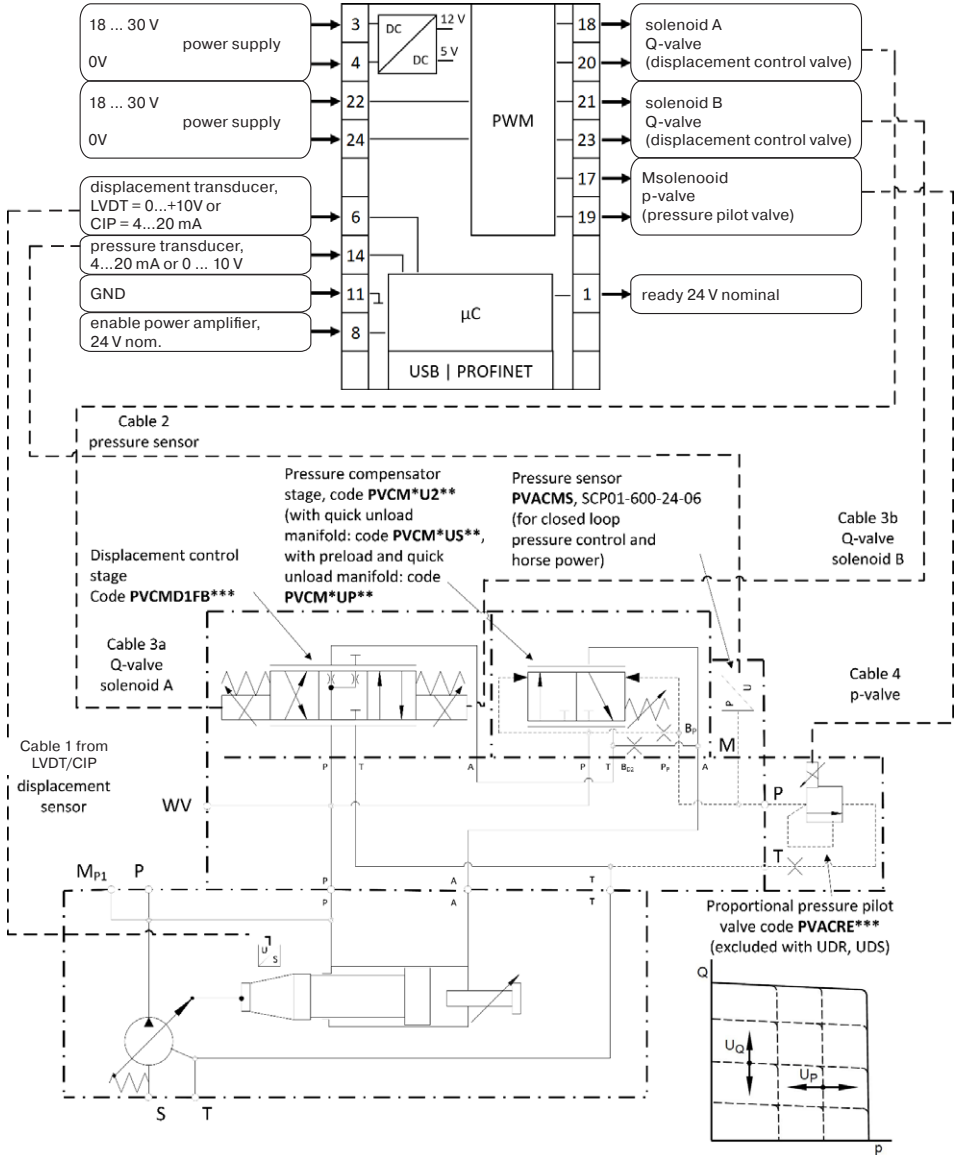 18 ... 30 V
power supply
0V
18 ... 30 V
power supply
0V
displacement transducer,
LVDT = 0...+10V or
CIP = 4...20 mA
pressure transducer,
4...20 mA or 0 ... 10 V
GND
enable power amplifier,
24 V nom.
3
4
22
24
6
14
11
8
DC
DC
12 V
5 V
PWM
µC
USB | PROFINET
18
20
21
23
17
19
1
solenoid A
Q-valve
(displacement control valve)
solenoid B
Q-valve
(displacement control valve)
Msolenooid
p-valve
(pressure pilot valve)
ready 24 V nominal
Cable 2
pressure sensor
Pressure compensator
stage, code PVCM*U2**
(with quick unload
manifold: code PVCM*US**,
with preload and quick
unload manifold: code
PVCM*UP**
Pressure sensor
PVACMS, SCP01-600-24-06
(for closed loop
pressure control and
horse power)
Cable 3b
Q-valve
solenoid B
Displacement control
stage
Code PVCMD1FB***
Cable 3a
Q-valve
solenoid A
Cable 4
p-valve
U
P
Cable 1 from
LVDT/CIP
displacement
sensor
BP
M
P
T
A
P
T
BD2
PP
A
WV
P
T
MP1
P
P
A
T
P
A
T
U
S
Proportional pressure pilot
valve code PVACRE***
(excluded with UDR, UDS)
S
T
Q
UQ
UP
p